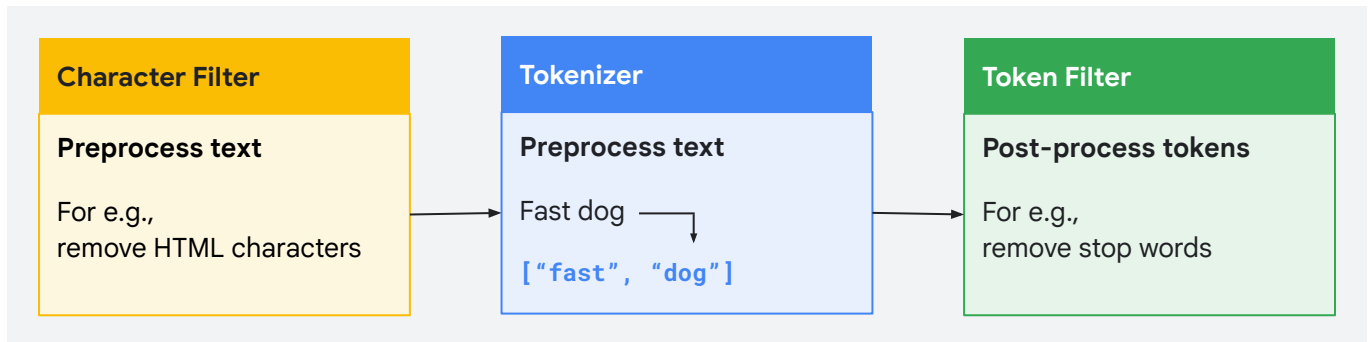 Character Filter
Preprocess text
For e.g.,
remove HTML characters
Tokenizer
Preprocess text
Fast dog
[“fast”, “dog”]
Token Filter
Post-process tokens
For e.g.,
remove stop words